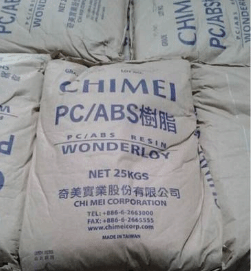 CHIMEI
PC/ABS樹脂
PC/ABS RESIN
WONDERLOY
NET 25KGS
奇美實業股份有限公司
CHI MEI CORPORATION
TEL: +886-6-2663000
FAX: +886-6-2665555
www.chimeicorp.com
MADE IN TAIWAN